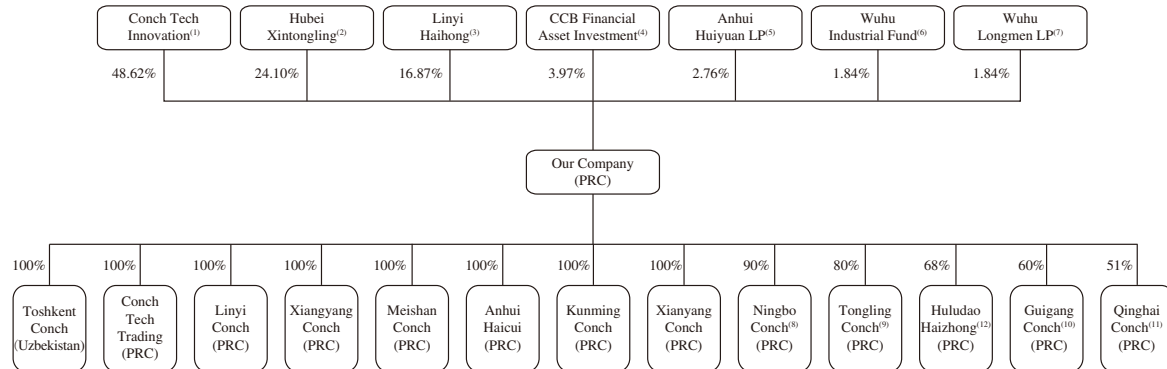 Conch Tech
Innovation(1)
Hubei
Xintongling(2)
Linyi
Haihong(3)
CCB Financial
Asset Investment(4)
Anhui
Huiyuan LP(5)
Wuhu
Industrial Fund(6)
Wuhu
Longmen LP(7)
48.62%
24.10%
16.87%
3.97%
2.76%
1.84%
1.84%
Our Company
(PRC)
100%
100%
100%
100%
100%
100%
100%
100%
90%
80%
68%
60%
51%
Toshkent
Conch
(Uzbekistan)
Conch
Tech
Trading
(PRC)
Linyi
Conch
(PRC)
Xiangyang
Conch
(PRC)
Meishan
Conch
(PRC)
Anhui
Haicui
(PRC)
Kunming
Conch
(PRC)
Xianyang
Conch
(PRC)
Ningbo
Conch(8)
(PRC)
Tongling
Conch(9)
(PRC)
Huludao
Haizhong(12)
(PRC)
Guigang
Conch(10)
(PRC)
Qinghai
Conch(11)
(PRC)